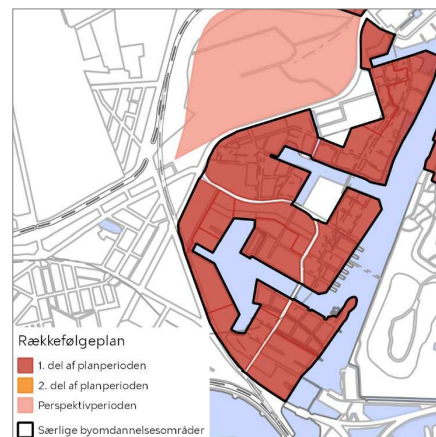 Rækkefølgeplan
1. del af planperioden
2. del af planperioden
Perspektivperioden
Særlige byomdannelsesområder